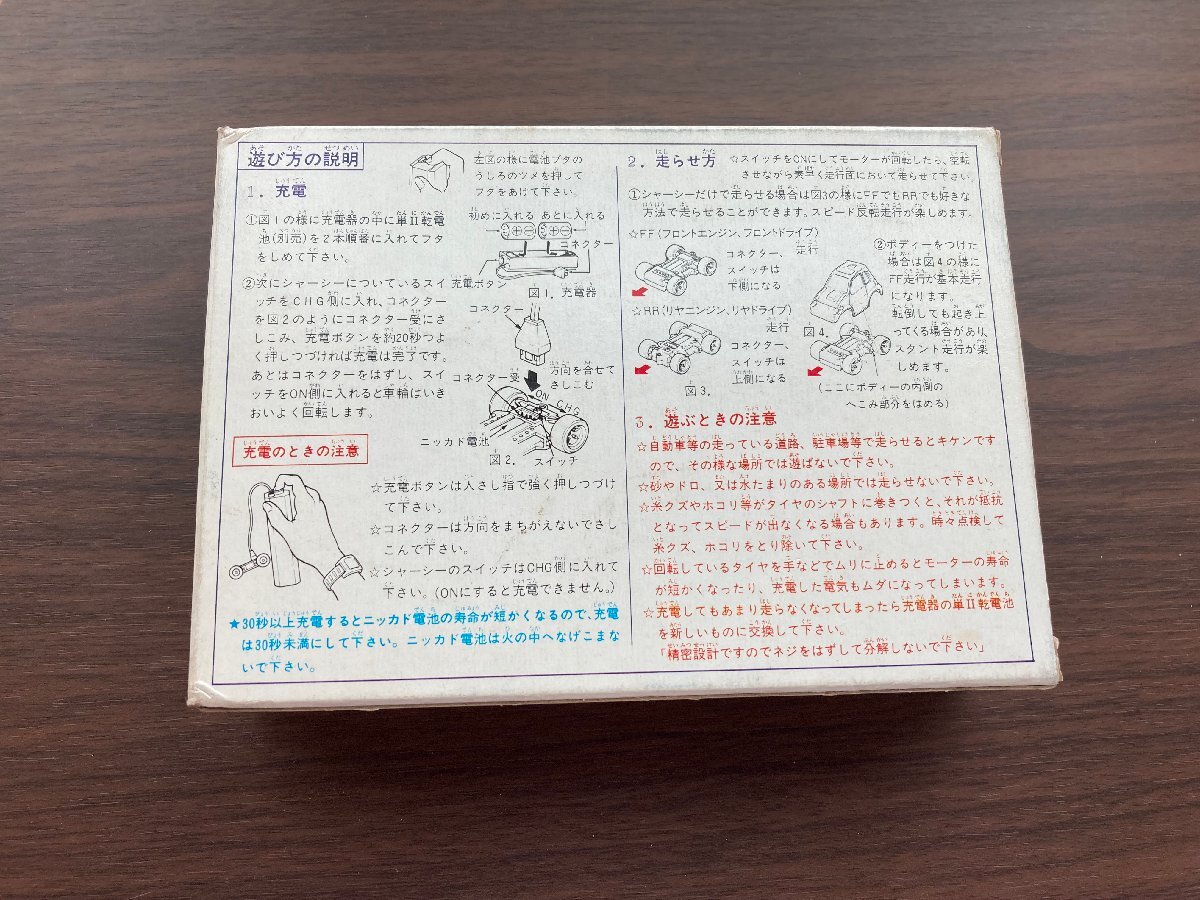 遊び方の説明
1．充電
①図1の様に充電器の中に単Ⅱ乾電
池(別売)を2本順番に入れてフタ
をしめて下さい。
②次にシャーシーについているスイ
ッチをCHG側に入れ、コネクター
を図2のようにコネクター受にさ
しこみ、充電ボタンを約20秒つよ
く押しつづければ充電は完了です。
あとはコネクターをはずし、スイ
ッチをON側に入れると車輪はいき
おいよく回転します。
左図の様に電池ブタの
うしろのツメを押して
フタをあけて下さい。
初めに入れる あとに入れる
コネクター
充電ボタン
図1．充電器
コネクター
方向を合せて
さしこむ
コネクター受
ON CHG
ニッカド電池
図2．
スイッチ
充電のときの注意
☆充電ボタンは人さし指で強く押しつづけ
て下さい。
☆コネクターは方向をまちがえないでさし
こんで下さい。
☆シャーシーのスイッチはCHG側に入れて
下さい。(ONにすると充電できません。)
★30秒以上充電するとニッカド電池の寿命が短かくなるので、充電
は30秒未満にして下さい。ニッカド電池は火の中へなげこまな
いで下さい。
2．走らせ方
☆スイッチをONにしてモーターが回転したら、空転
させながら素早く走行面において走らせて下さい。
①シャーシーだけで走らせる場合は図3の様にFFでもRRでも好きな
方法で走らせることができます。スピード反転走行が楽しめます。
☆FF(フロントエンジン、フロントドライブ)
走行
コネクター、
スイッチは
下側になる
☆RR(リヤエンジン、リヤドライブ)
走行
コネクター、
スイッチは
上側になる
図3．
②ボディーをつけた
場合は図4の様に
FF走行が基本走行
になります。
転倒しても起き上
ってくる場合があり、
スタント走行が楽
しめます。
図4．
(ここにボディーの内側の
へこみ部分をはめる)
3．遊ぶときの注意
☆自動車等の走っている道路、駐車場等で走らせるとキケンです
ので、その様な場所では遊ばないで下さい。
☆砂やドロ、又は水たまりのある場所では走らせないで下さい。
☆糸クズやホコリ等がタイヤのシャフトに巻きつくと、それが抵抗
となってスピードが出なくなる場合もあります。時々点検して
糸クズ、ホコリをとり除いて下さい。
☆回転しているタイヤを手などでムリに止めるとモーターの寿命
が短かくなったり、充電した電気もムダになってしまいます。
☆充電してもあまり走らなくなってしまったら充電器の単Ⅱ乾電池
を新しいものに交換して下さい。
「精密設計ですのでネジをはずして分解しないで下さい」